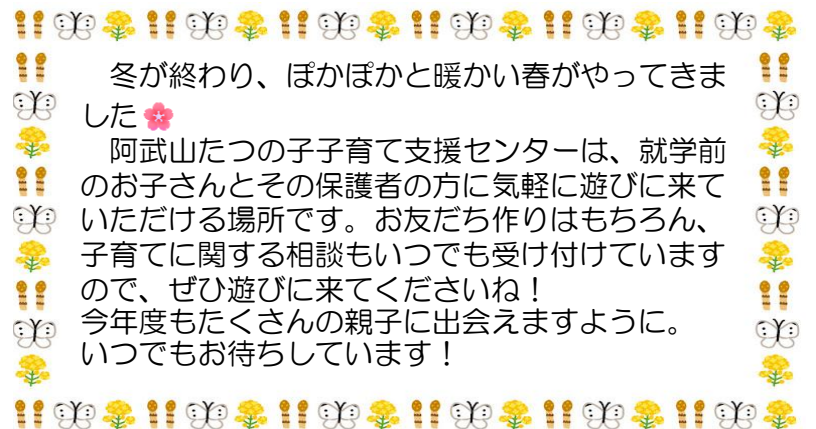 冬が終わり、ぽかぽかと暖かい春がやってきま
した🌸
　阿武山たつの子子育て支援センターは、就学前
のお子さんとその保護者の方に気軽に遊びに来て
いただける場所です。お友だち作りはもちろん、
子育てに関する相談もいつでも受け付けています
ので、ぜひ遊びに来てくださいね！
今年度もたくさんの親子に出会えますように。
いつでもお待ちしています！